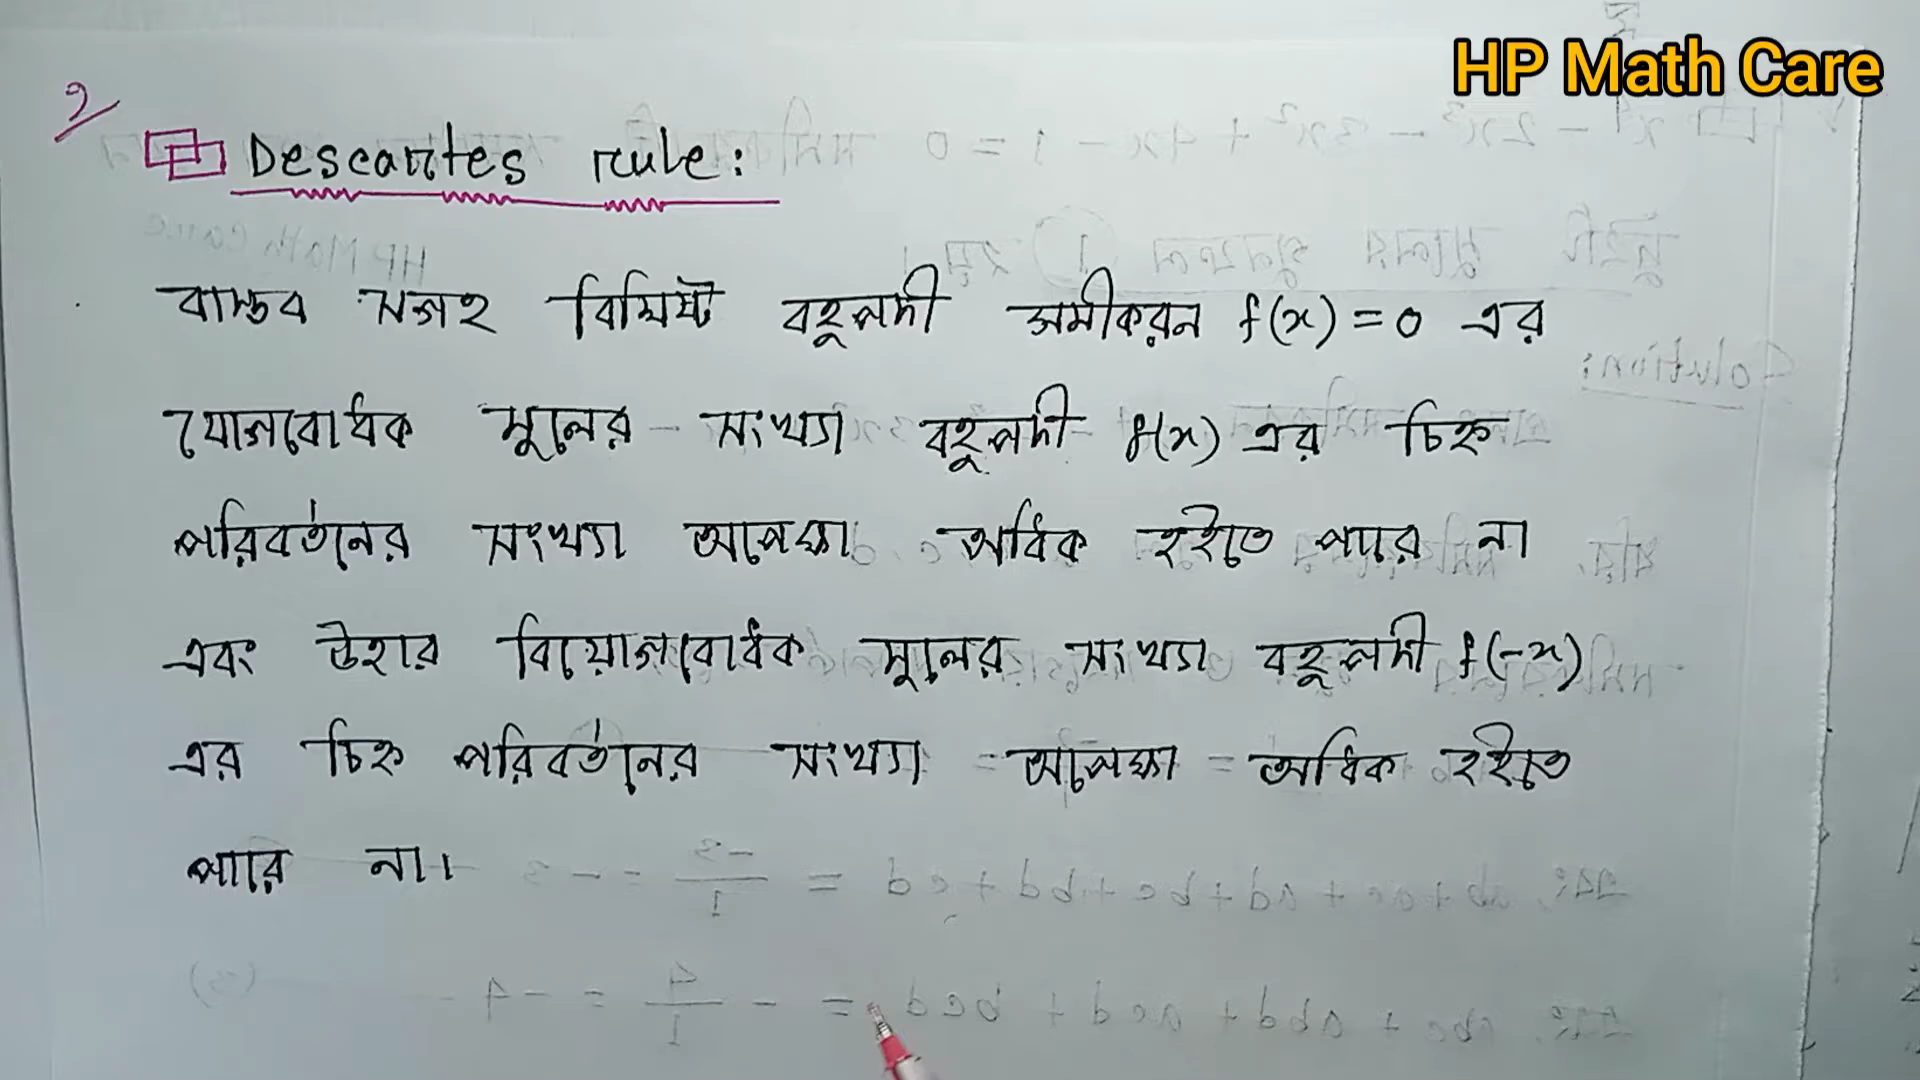 HP Math Care
Descartes rule:
বাস্তব সহগ বিশিষ্ট বহুপদী সমীকরন f(x) = 0 এর
যোগবোধক মূলের সংখ্যা বহুপদী f(x) এর চিহ্ন
পরিবর্তনের সংখ্যা অপেক্ষা অধিক হইতে পারে না
এবং উহার বিয়োগবোধক মূলের সংখ্যা বহুপদী f(-x)
এর চিহ্ন পরিবর্তনের সংখ্যা অপেক্ষা অধিক হইতে
পারে না।